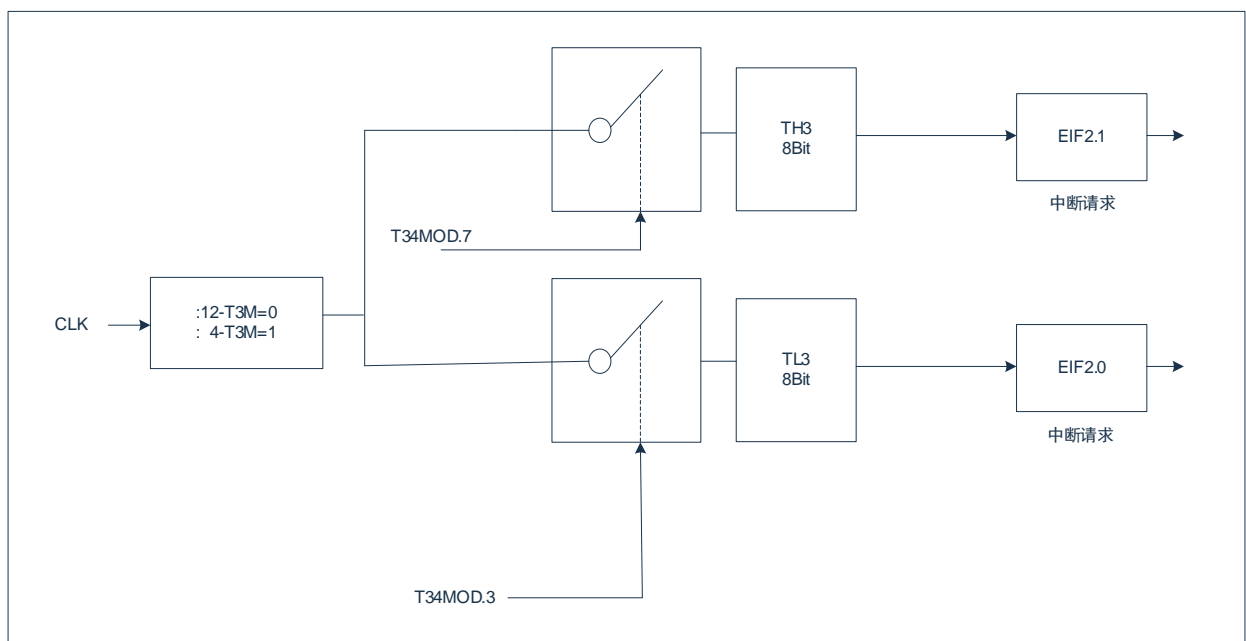 TH3
8Bit
EIF2.1
中断请求
T34MOD.7
CLK
:12-T3M=0
: 4-T3M=1
TL3
8Bit
EIF2.0
中断请求
T34MOD.3